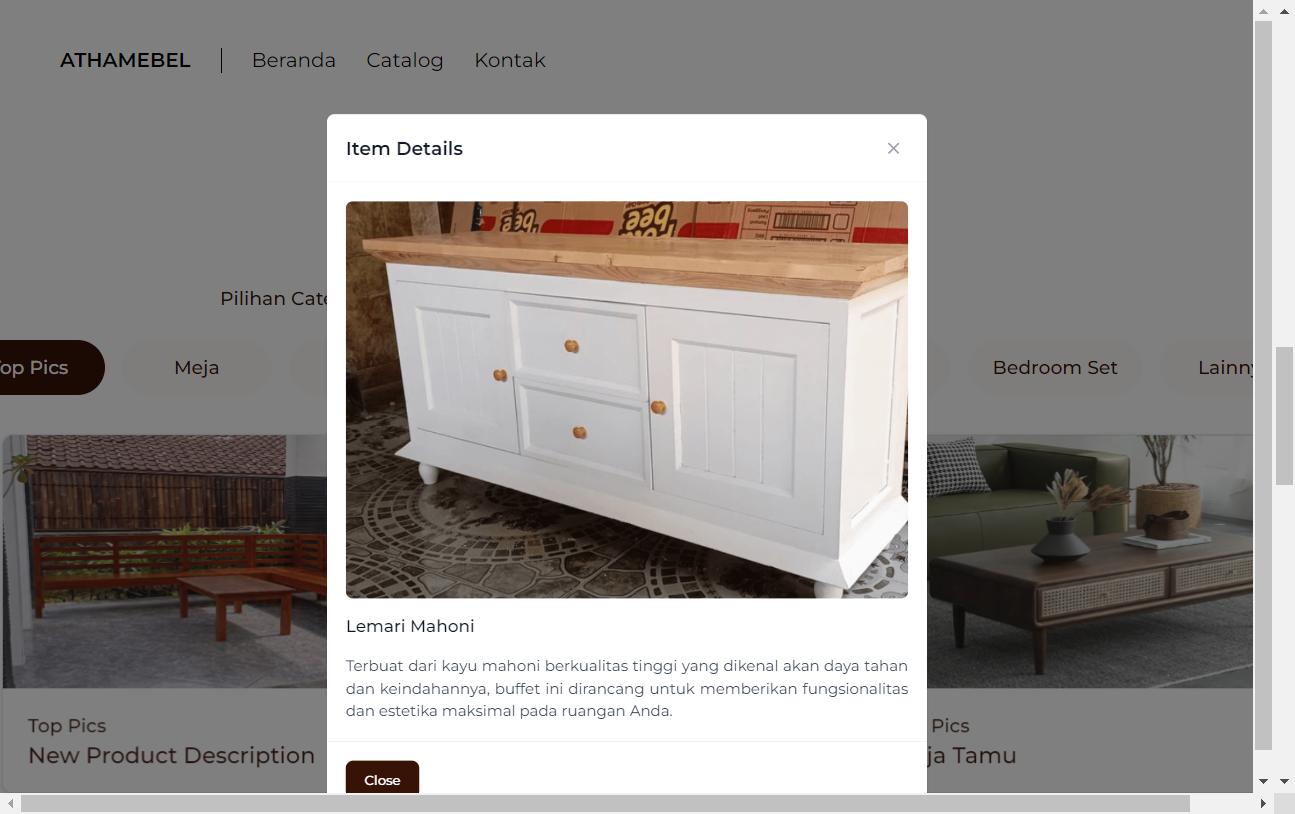 ATHAMEBEL
Beranda
Catalog
Kontak
Item Details
Pilihan Cate
op Pics
Meja
Bedroom Set
Lainny
Lemari Mahoni
Terbuat dari kayu mahoni berkualitas tinggi yang dikenal akan daya tahan
dan keindahannya, buffet ini dirancang untuk memberikan fungsionalitas
dan estetika maksimal pada ruangan Anda.
Top Pics
New Product Description
Pics
ja Tamu
Close